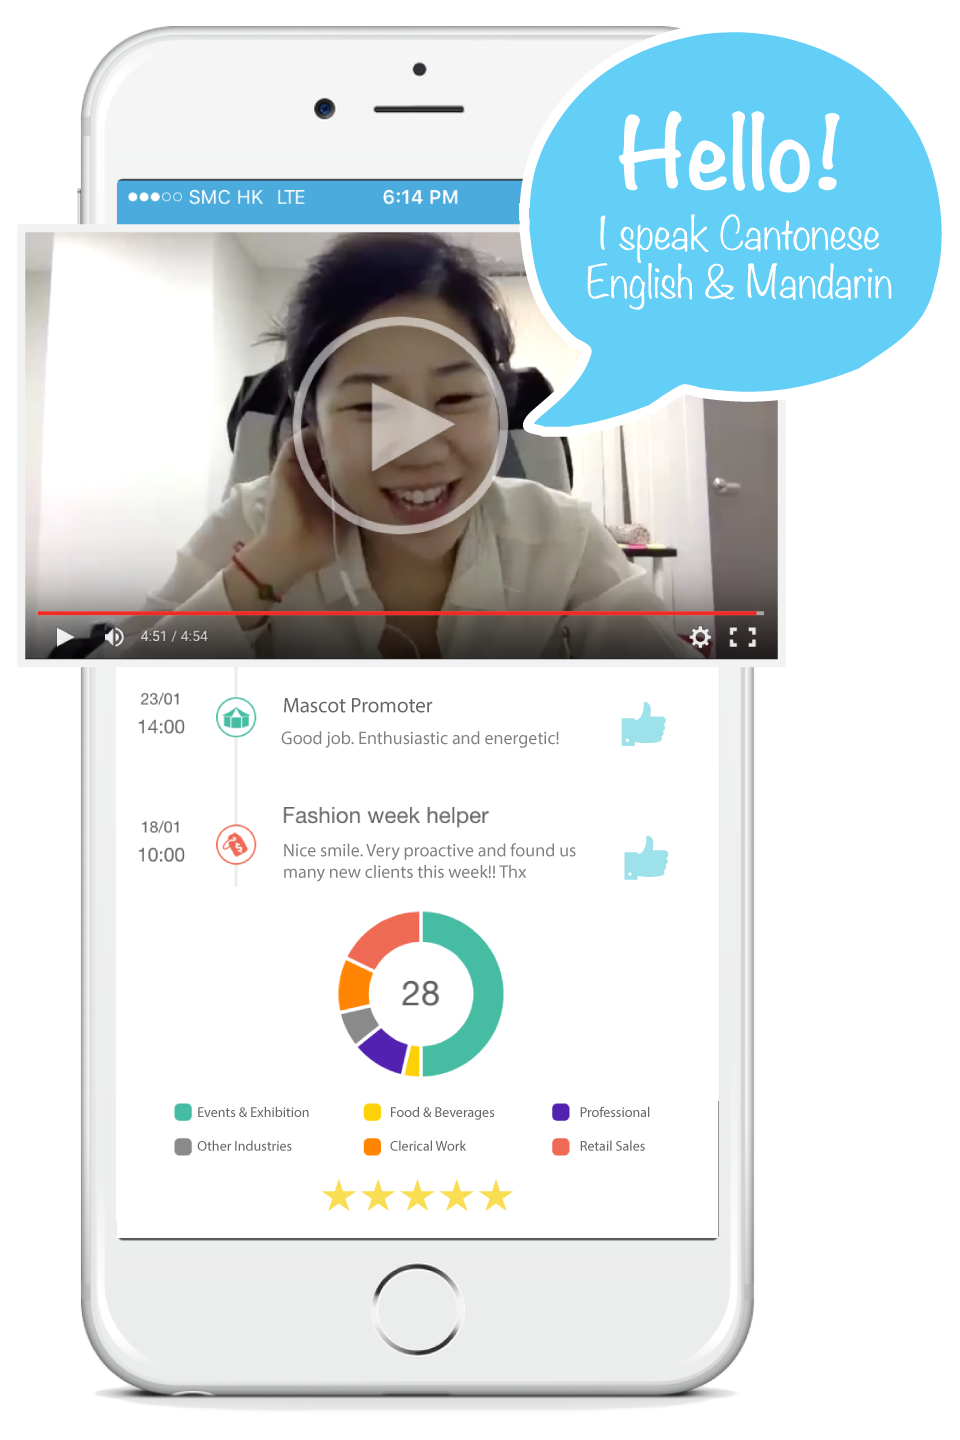 Hello!
I speak Cantonese
English & Mandarin
SMC HK LTE 6:14 PM
4:51 / 4:54
23/01
14:00
Mascot Promoter
Good job. Enthusiastic and energetic!
18/01
10:00
Fashion week helper
Nice smile. Very proactive and found us
many new clients this week!! Thx
28
Events & Exhibition Food & Beverages Professional
Other Industries Clerical Work Retail Sales